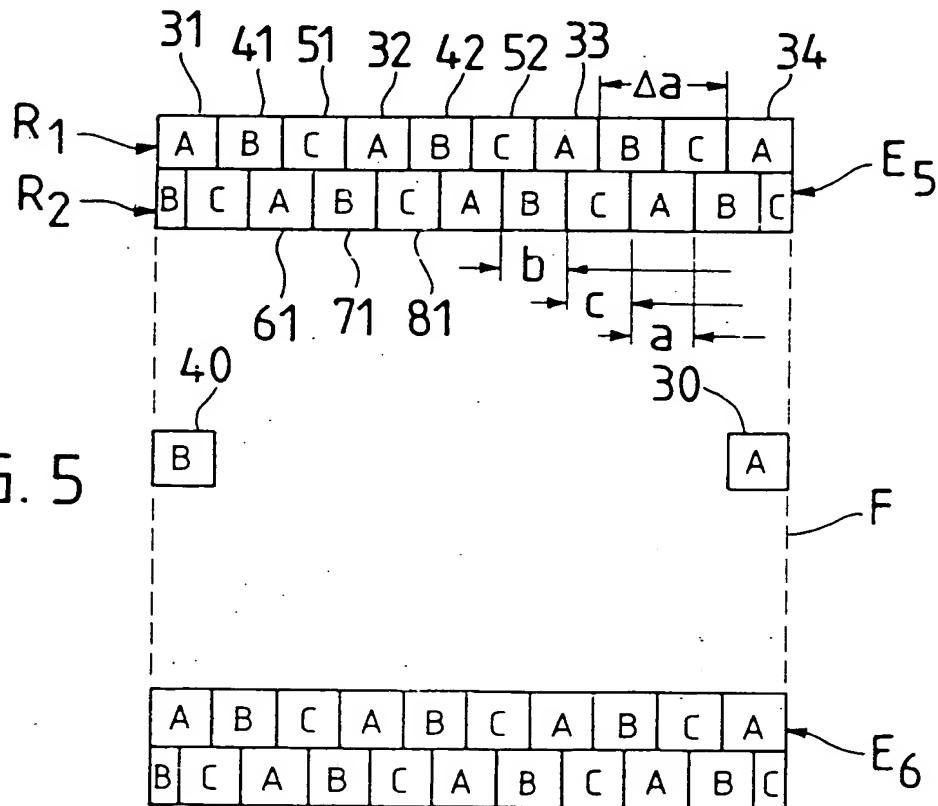 31 41 51 32 42 52 33 Δa 34
R1 A B C A B C A B C A
R2 B C A B C A B C A B C E5
b
61 71 81 c
a
40 30
B A
G. 5
F
A B C A B C A B C A
E6
B C A B C A B C A B C